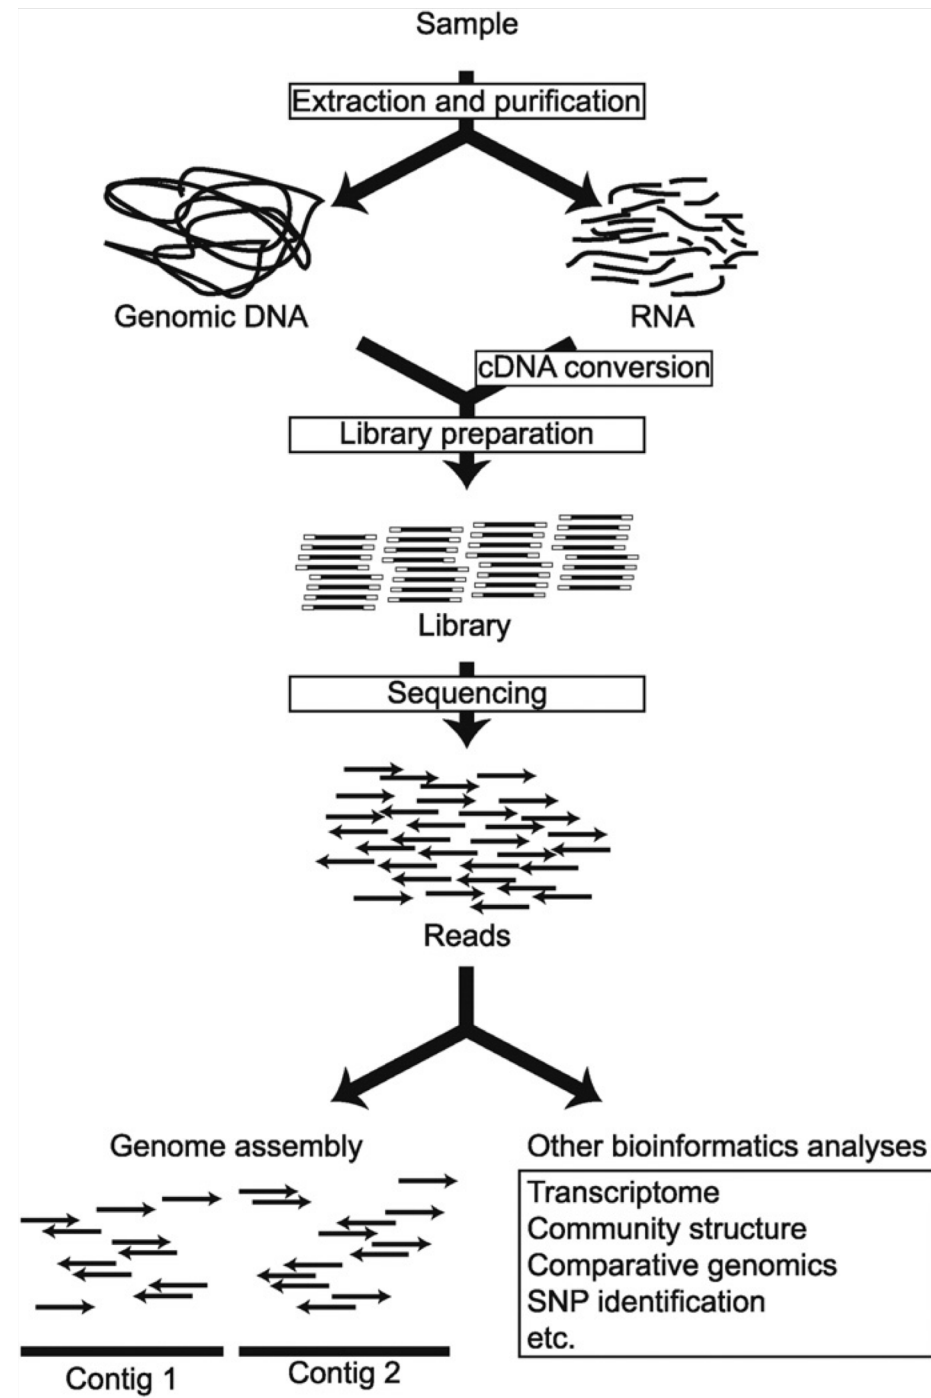 Sample
Extraction and purification
Genomic DNA
RNA
cDNA conversion
Library preparation
Library
Sequencing
Reads
Genome assembly
Other bioinformatics analyses
Transcriptome
Community structure
Comparative genomics
SNP identification
etc.
Contig 1
Contig 2